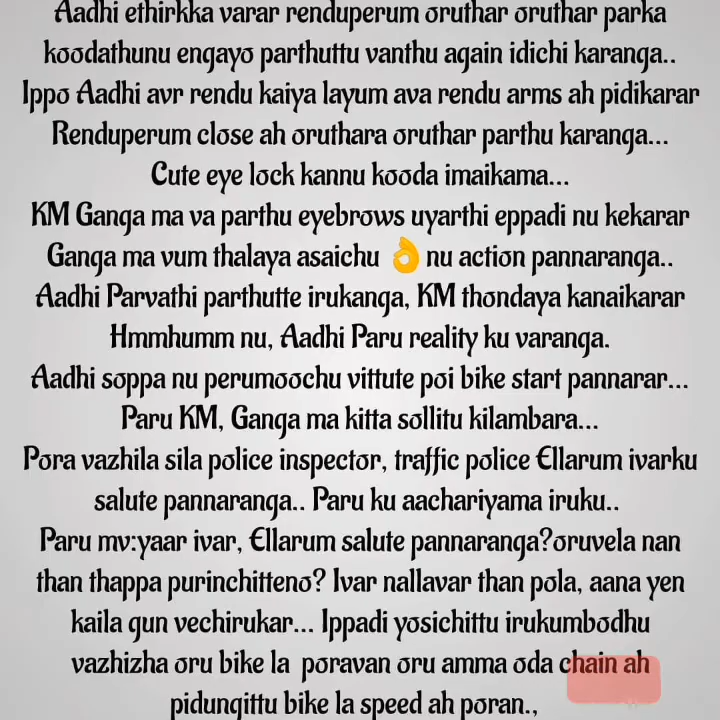 Aadhi ethirkka varar renduperum oruthar oruthar parka
koodathunu engayo parthuttu vanthu again idichi karanga..
Ippo Aadhi avr rendu kaiya layum ava rendu arms ah pidikarar
Renduperum close ah oruthara oruthar parthu karanga...
Cute eye lock kannu kooda imaikama...
KM Ganga ma va parthu eyebrows uyarthi eppadi nu kekarar
Ganga ma vum thalaya asaichu 👌 nu action pannaranga..
Aadhi Parvathi parthutte irukanga, KM thondaya kanaikarar
Hmmhumm nu, Aadhi Paru reality ku varanga.
Aadhi soppa nu perumoochu vittute poi bike start pannarar...
Paru KM, Ganga ma kitta sollitu kilambara...
Pora vazhila sila police inspector, traffic police Ellarum ivarku
salute pannaranga.. Paru ku aachariyama iruku..
Paru mv:yaar ivar, Ellarum salute pannaranga?oruvela nan
than thappa purinchitteno? Ivar nallavar than pola, aana yen
kaila gun vechirukar... Ippadi yosichittu irukumbodhu
vazhizha oru bike la poravan oru amma oda chain ah
pidungittu bike la speed ah poran.,